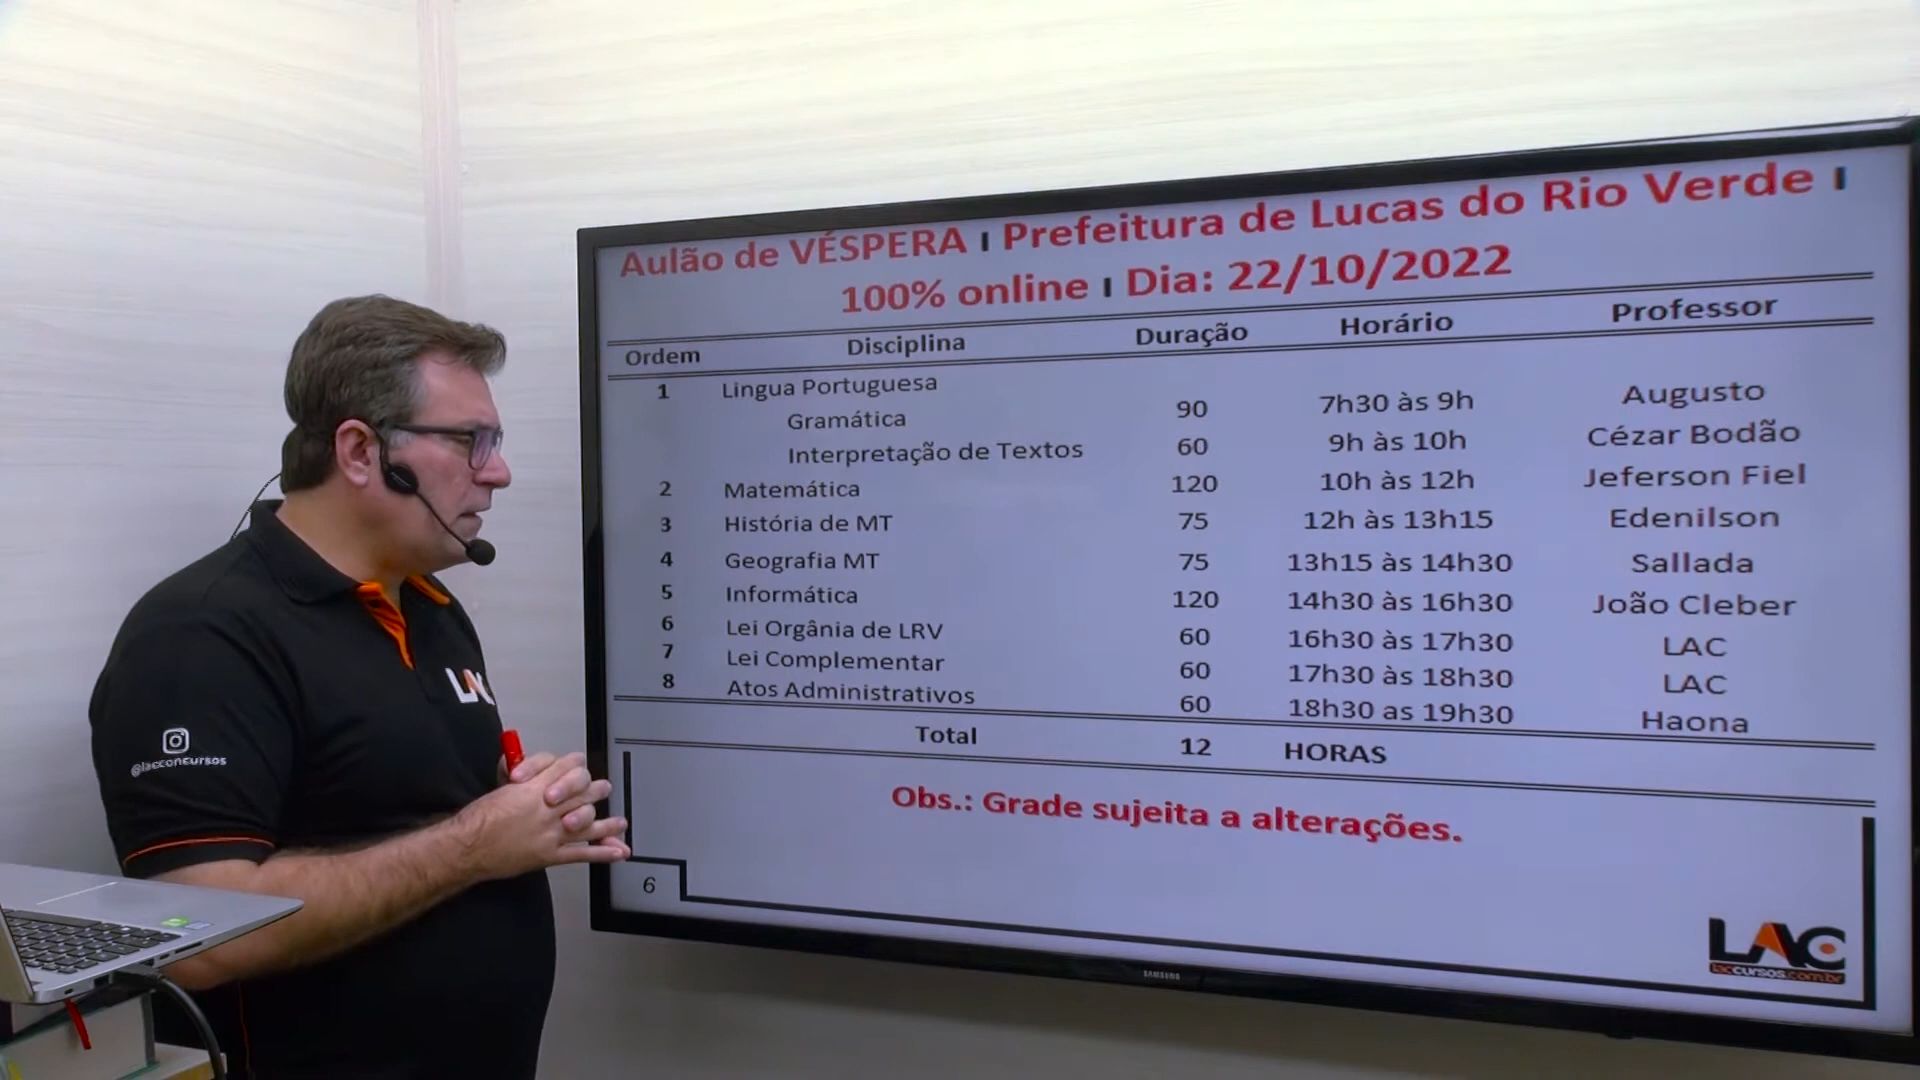 Aulão de VÉSPERA I Prefeitura de Lucas do Rio Verde I
100% online I Dia: 22/10/2022
Ordem Disciplina Duração Horário Professor
1 Lingua Portuguesa
Gramática 90 7h30 às 9h Augusto
Interpretação de Textos 60 9h às 10h Cézar Bodão
2 Matemática 120 10h às 12h Jeferson Fiel
3 História de MT 75 12h às 13h15 Edenilson
4 Geografia MT 75 13h15 às 14h30 Sallada
5 Informática 120 14h30 às 16h30 João Cleber
6 Lei Orgânia de LRV 60 16h30 às 17h30 LAC
7 Lei Complementar 60 17h30 às 18h30 LAC
8 Atos Administrativos 60 18h30 as 19h30 Haona
Total 12 HORAS
Obs.: Grade sujeita a alterações.
6
LAC
laccursos.com.br
SAMSUNG
LAC
@lacconcursos